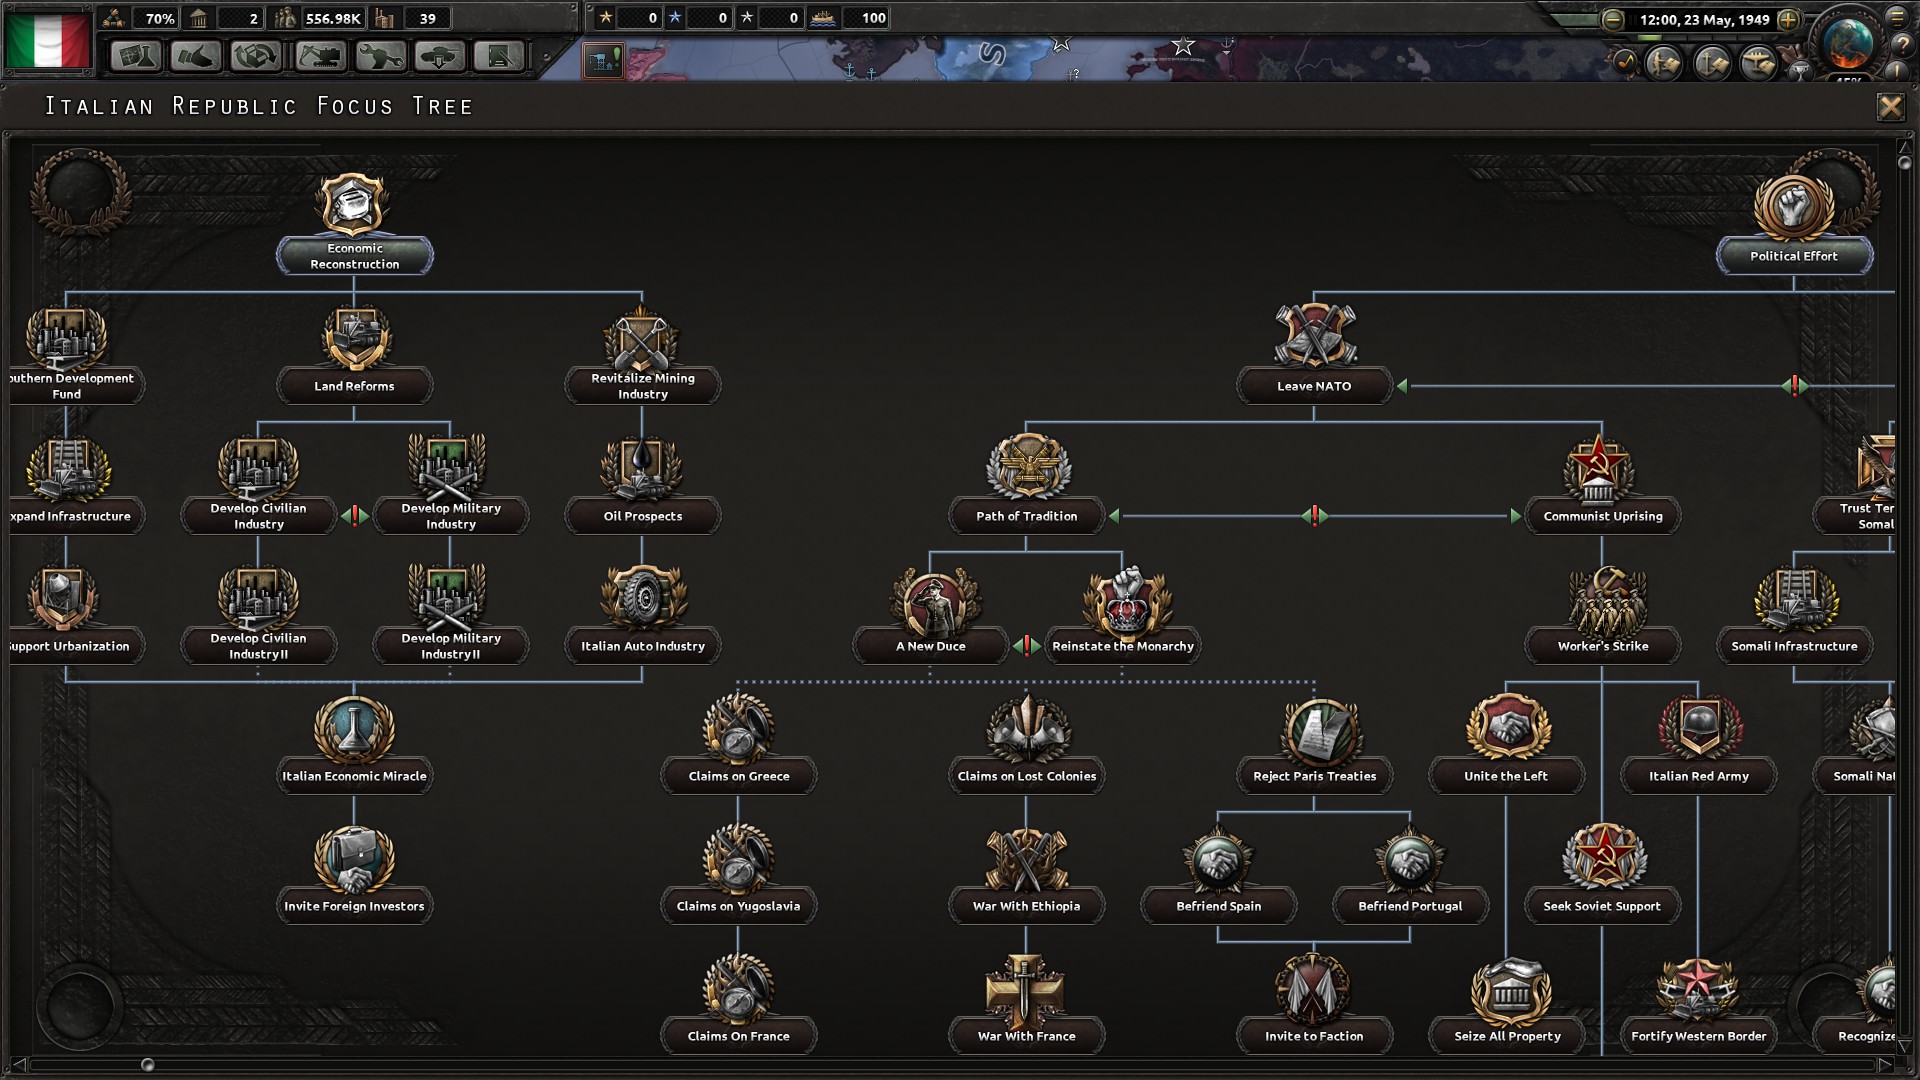 70%
2
556.98K
39
0
0
0
100
12:00, 23 May, 1949
Italian Republic Focus Tree
Economic
Reconstruction
Political Effort
outhern Development
Fund
Land Reforms
Revitalize Mining
Industry
Leave NATO
xpand Infrastructure
Develop Civilian
Industry
Develop Military
Industry
Oil Prospects
Path of Tradition
Communist Uprising
Trust Ter
Somal
Support Urbanization
Develop Civilian
Industry II
Develop Military
Industry II
Italian Auto Industry
A New Duce
Reinstate the Monarchy
Worker's Strike
Somali Infrastructure
Italian Economic Miracle
Claims on Greece
Claims on Lost Colonies
Reject Paris Treaties
Unite the Left
Italian Red Army
Somali Nat
Invite Foreign Investors
Claims on Yugoslavia
War With Ethiopia
Befriend Spain
Befriend Portugal
Seek Soviet Support
Claims On France
War With France
Invite to Faction
Seize All Property
Fortify Western Border
Recognize